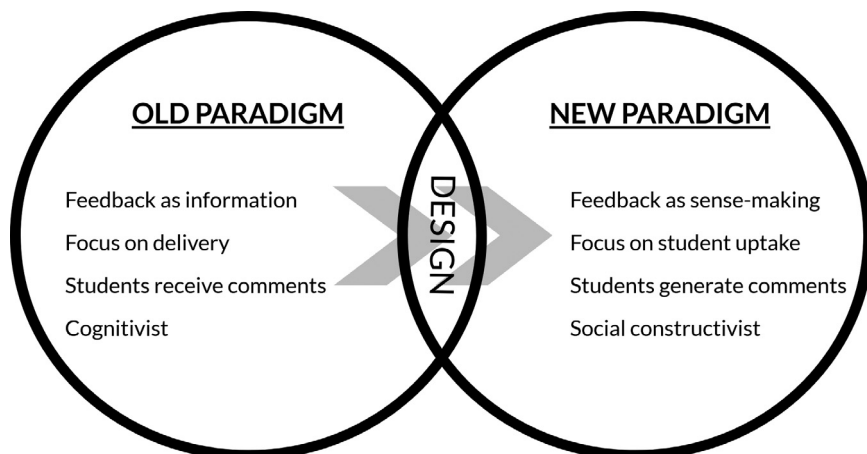 OLD PARADIGM
Feedback as information
Focus on delivery
Students receive comments
Cognitivist
DESIGN
NEW PARADIGM
Feedback as sense-making
Focus on student uptake
Students generate comments
Social constructivist